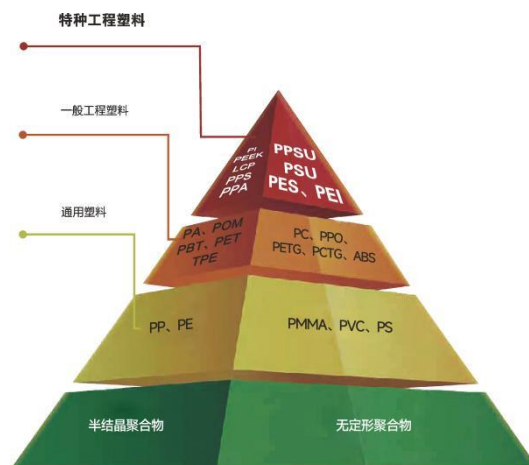 特种工程塑料
一般工程塑料
通用塑料
PI
PEEK
LCP
PPS
PPA
PPSU
PSU
PES、PEI
PA、POM
PBT、PET
TPE
PC、PPO、
PETG、PCTG、ABS
PP、PE
PMMA、PVC、PS
半结晶聚合物
无定形聚合物